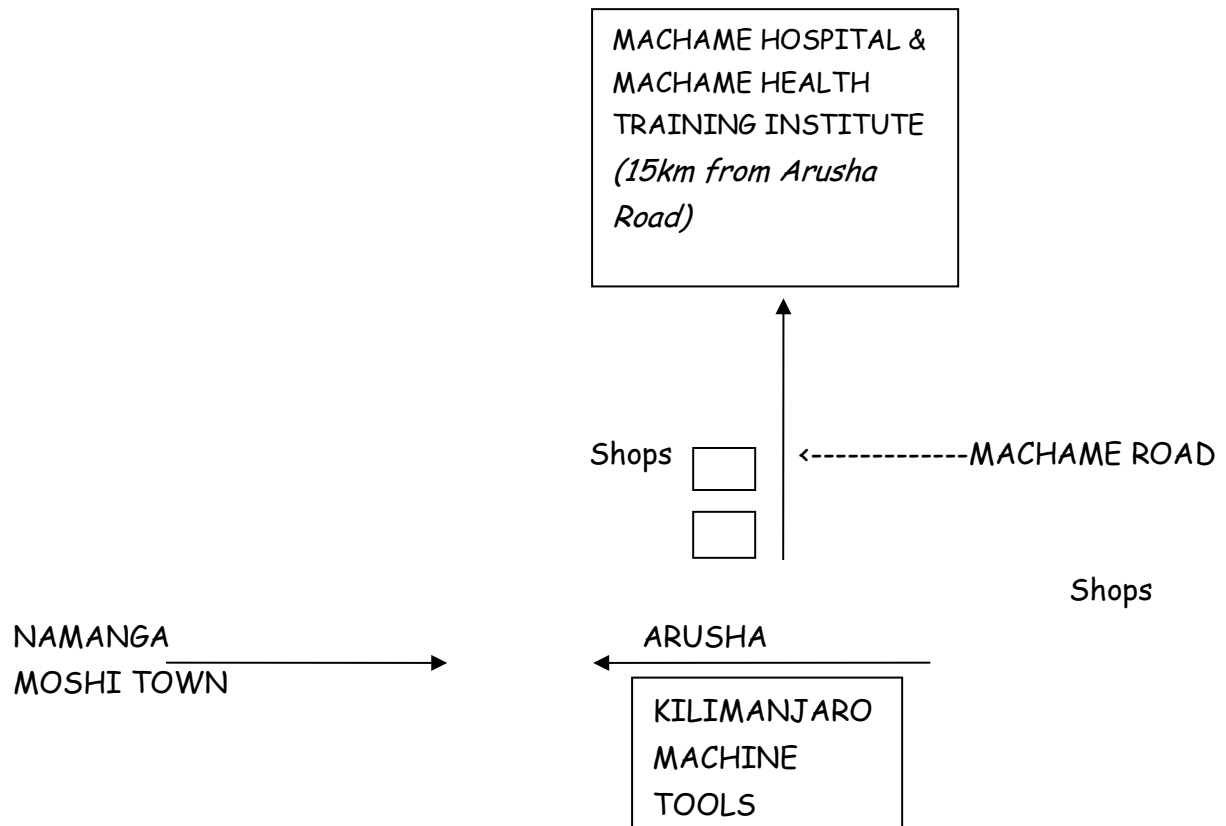 MACHAME HOSPITAL &
MACHAME HEALTH
TRAINING INSTITUTE
(15km from Arusha
Road)
Shops
<-------------MACHAME ROAD
Shops
NAMANGA
MOSHI TOWN
ARUSHA
KILIMANJARO
MACHINE
TOOLS